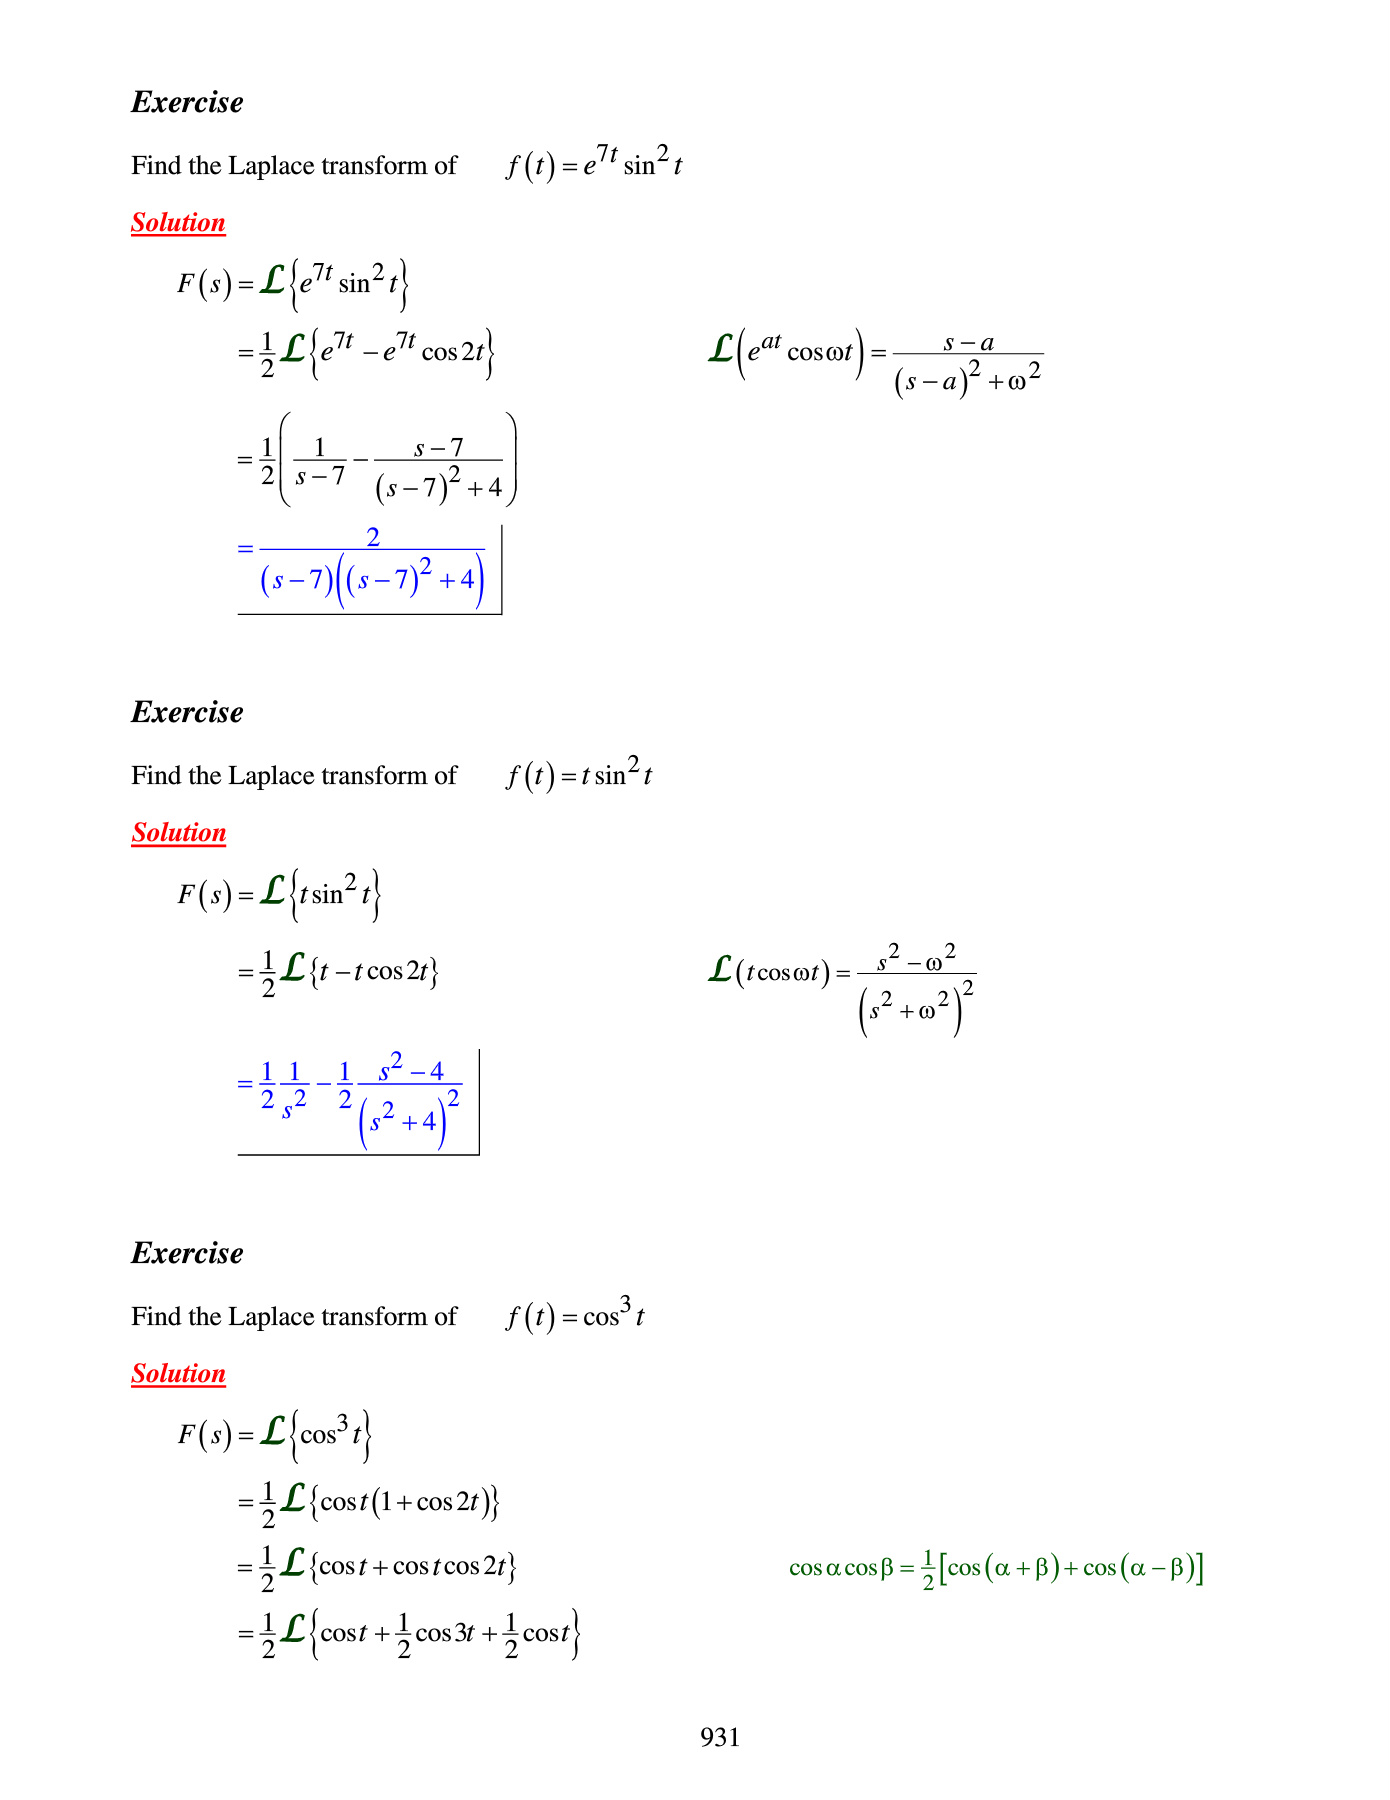 Exercise
Find the Laplace transform of f(t) = e^{7t} sin^2 t
Solution
F(s) = ℒ{e^{7t} sin^2 t}
= 1/2 ℒ{e^{7t} − e^{7t} cos 2t} ℒ(e^{at} cos ωt) = (s − a)/((s − a)^2 + ω^2)
= 1/2 (1/(s − 7) − (s − 7)/((s − 7)^2 + 4))
= 2/((s − 7)((s − 7)^2 + 4))
Exercise
Find the Laplace transform of f(t) = t sin^2 t
Solution
F(s) = ℒ{t sin^2 t}
= 1/2 ℒ{t − t cos 2t} ℒ(t cos ωt) = (s^2 − ω^2)/(s^2 + ω^2)^2
= 1/2 1/s^2 − 1/2 (s^2 − 4)/(s^2 + 4)^2
Exercise
Find the Laplace transform of f(t) = cos^3 t
Solution
F(s) = ℒ{cos^3 t}
= 1/2 ℒ{cos t (1 + cos 2t)}
= 1/2 ℒ{cos t + cos t cos 2t} cos α cos β = 1/2 [cos(α + β) + cos(α − β)]
= 1/2 ℒ{cos t + 1/2 cos 3t + 1/2 cos t}
931